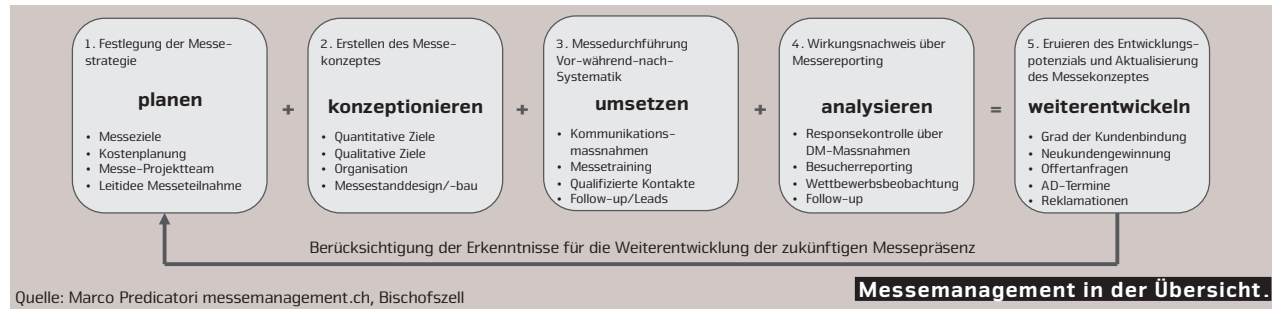 1. Festlegung der Messe-
strategie
planen
• Messeziele
• Kostenplanung
• Messe-Projektteam
• Leitidee Messeteilnahme
+
2. Erstellen des Messe-
konzeptes
konzeptionieren
• Quantitative Ziele
• Qualitative Ziele
• Organisation
• Messestanddesign/-bau
+
3. Messedurchführung
Vor-während-nach-
Systematik
umsetzen
• Kommunikations-
massnahmen
• Messetraining
• Qualifizierte Kontakte
• Follow-up/Leads
+
4. Wirkungsnachweis über
Messereporting
analysieren
• Responsekontrolle über
DM-Massnahmen
• Besucherreporting
• Wettbewerbsbeobachtung
• Follow-up
=
5. Eruieren des Entwicklungs-
potenzials und Aktualisierung
des Messekonzeptes
weiterentwickeln
• Grad der Kundenbindung
• Neukundengewinnung
• Offertanfragen
• AD-Termine
• Reklamationen
Berücksichtigung der Erkenntnisse für die Weiterentwicklung der zukünftigen Messepräsenz
Quelle: Marco Predicatori messemanagement.ch, Bischofszell
Messemanagement in der Übersicht.